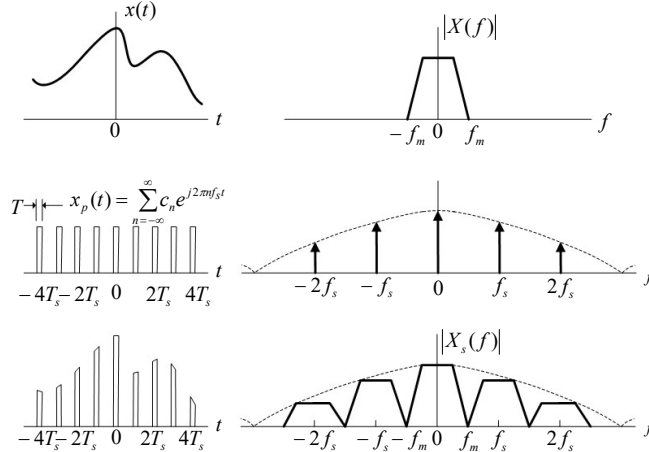 x(t)
0
t
|X(f)|
-f_m 0 f_m
f
T
x_p(t) = ∑_{n=-∞}^{∞} c_n e^{j2πnf_s t}
-4T_s -2T_s 0 2T_s 4T_s
t
-2f_s -f_s 0 f_s 2f_s
f
-4T_s -2T_s 0 2T_s 4T_s
t
|X_s(f)|
-2f_s -f_s -f_m 0 f_m f_s 2f_s
f